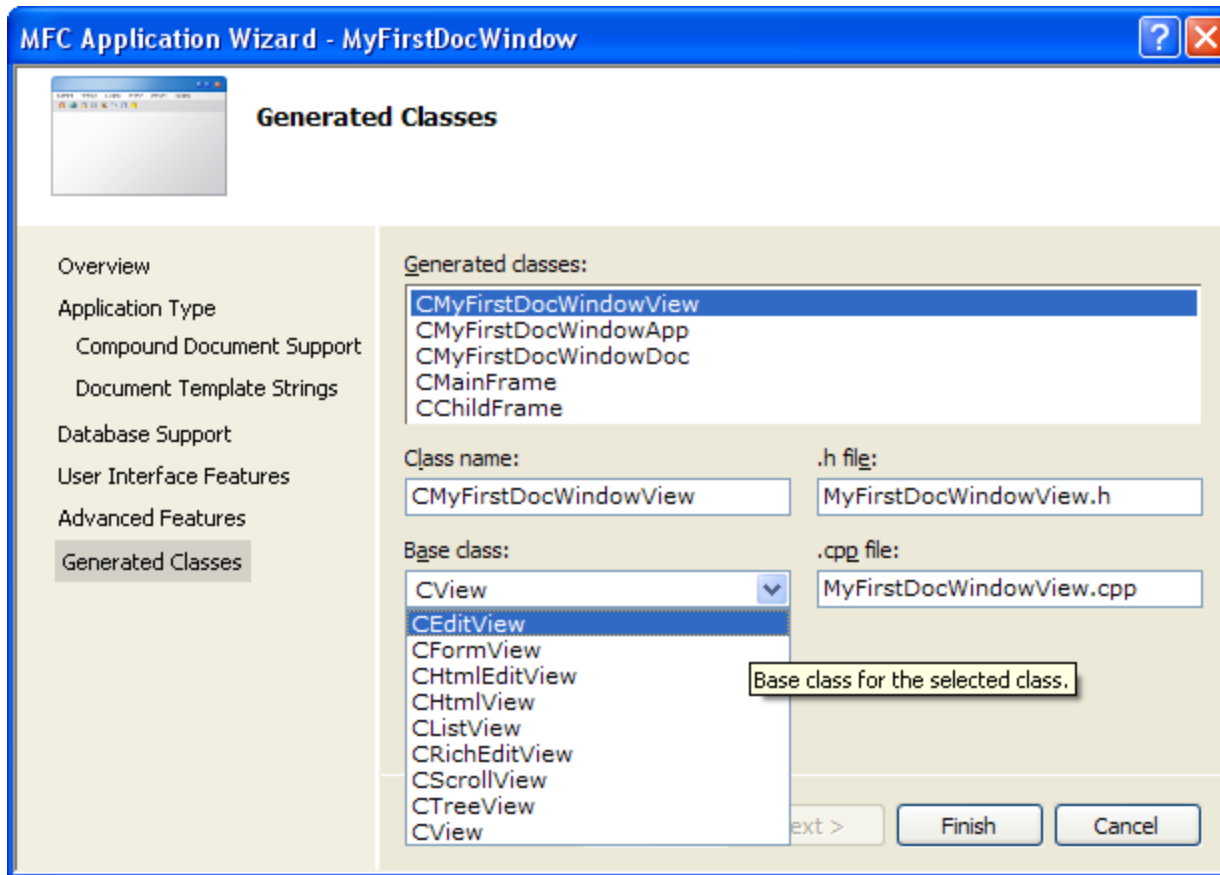 MFC Application Wizard - MyFirstDocWindow
Generated Classes
Overview
Application Type
Compound Document Support
Document Template Strings
Database Support
User Interface Features
Advanced Features
Generated Classes
Generated classes:
CMyFirstDocWindowView
CMyFirstDocWindowApp
CMyFirstDocWindowDoc
CMainFrame
CChildFrame
Class name:
.h file:
CMyFirstDocWindowView
MyFirstDocWindowView.h
Base class:
.cpp file:
CView
MyFirstDocWindowView.cpp
CEditView
CFormView
CHtmlEditView
CHtmlView
CListView
CRichEditView
CScrollView
CTreeView
CView
Base class for the selected class.
ext >
Finish
Cancel